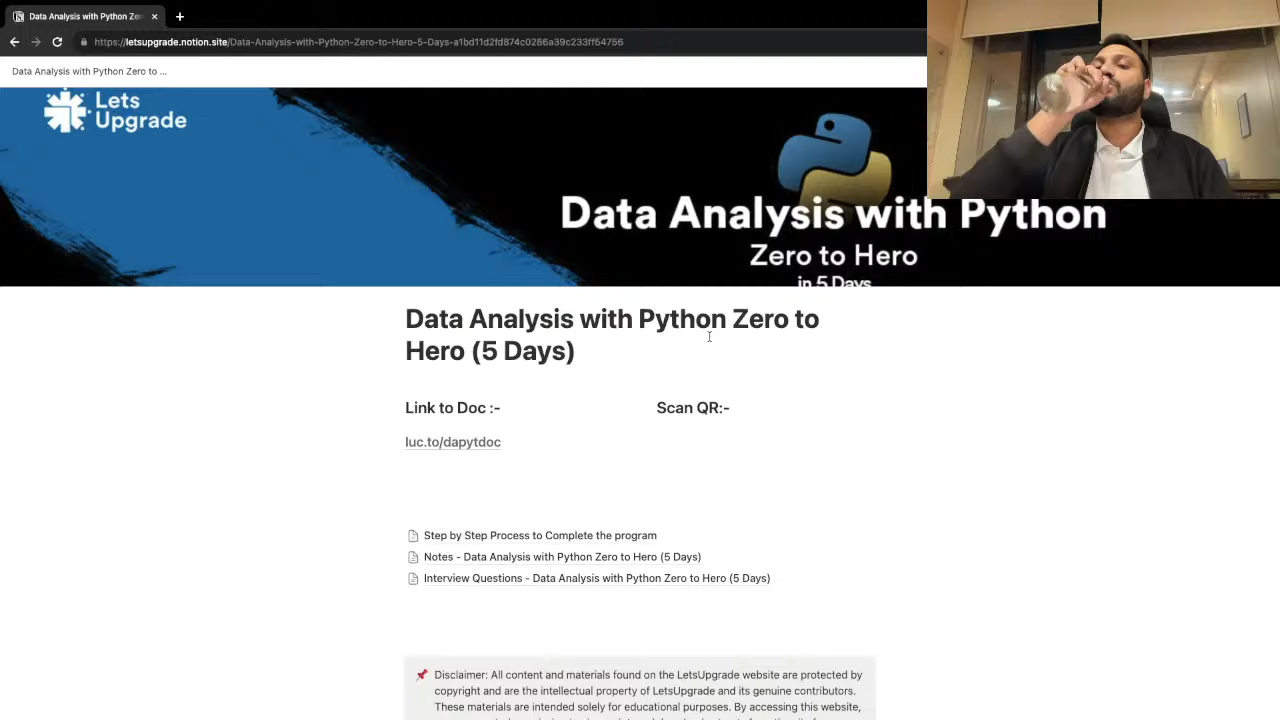 Data Analysis with Python Zer
https://letsupgrade.notion.site/Data-Analysis-with-Python-Zero-to-Hero-5-Days-a1bd11d2fd874c0286a39c233ff54756
Data Analysis with Python Zero to ...
Lets
Upgrade
Data Analysis with Python
Zero to Hero
in 5 Days
Data Analysis with Python Zero to
Hero (5 Days)
Link to Doc :-
Scan QR:-
luc.to/dapytdoc
Step by Step Process to Complete the program
Notes - Data Analysis with Python Zero to Hero (5 Days)
Interview Questions - Data Analysis with Python Zero to Hero (5 Days)
Disclaimer: All content and materials found on the LetsUpgrade website are protected by
copyright and are the intellectual property of LetsUpgrade and its genuine contributors.
These materials are intended solely for educational purposes. By accessing this website,